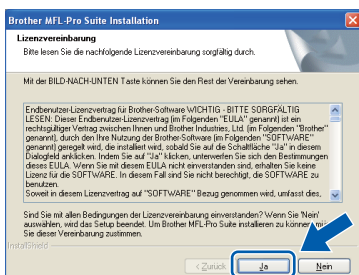 Brother MFL-Pro Suite Installation
Lizenzvereinbarung
Bitte lesen Sie die nachfolgende Lizenzvereinbarung sorgfältig durch.
Mit der BILD-NACH-UNTEN Taste können Sie den Rest der Vereinbarung sehen.
Endbenutzer-Lizenzvertrag für Brother-Software WICHTIG - BITTE SORGFÄLTIG
LESEN: Dieser Endbenutzer-Lizenzvertrag (im Folgenden "EULA" genannt) ist ein
rechtsgültiger Vertrag zwischen Ihnen und Brother Industries, Ltd. (im Folgenden "Brother"
genannt), durch den Ihre Nutzung der Brother-Software (im Folgenden "SOFTWARE"
genannt) geregelt wird, die installiert wird, sobald Sie auf die Schaltfläche "Ja" in diesem
Dialogfeld anklicken. Indem Sie auf "Ja" klicken, unterwerfen Sie sich den Bestimmungen
dieses EULA. Wenn Sie mit diesem EULA nicht einverstanden sind, erhalten Sie keine
Lizenz für die SOFTWARE. In diesem Fall sind Sie nicht berechtigt, die SOFTWARE zu
benutzen.
Soweit in diesem Lizenzvertrag auf "SOFTWARE" Bezug genommen wird, umfasst dies,
Sind Sie mit allen Bedingungen der Lizenzvereinbarung einverstanden? Wenn Sie 'Nein'
auswählen, wird das Setup beendet. Um Brother MFL-Pro Suite installieren zu können,
Sie dieser Vereinbarung zustimmen.
InstallShield
< Zurück
Ja
Nein